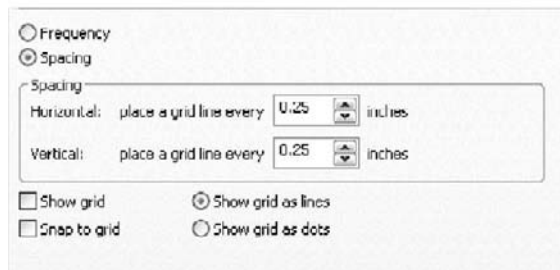 Frequency
Spacing
Spacing
Horizontal: place a grid line every 0.25 inches
Vertical: place a grid line every 0.25 inches
Show grid Show grid as lines
Snap to grid Show grid as dots